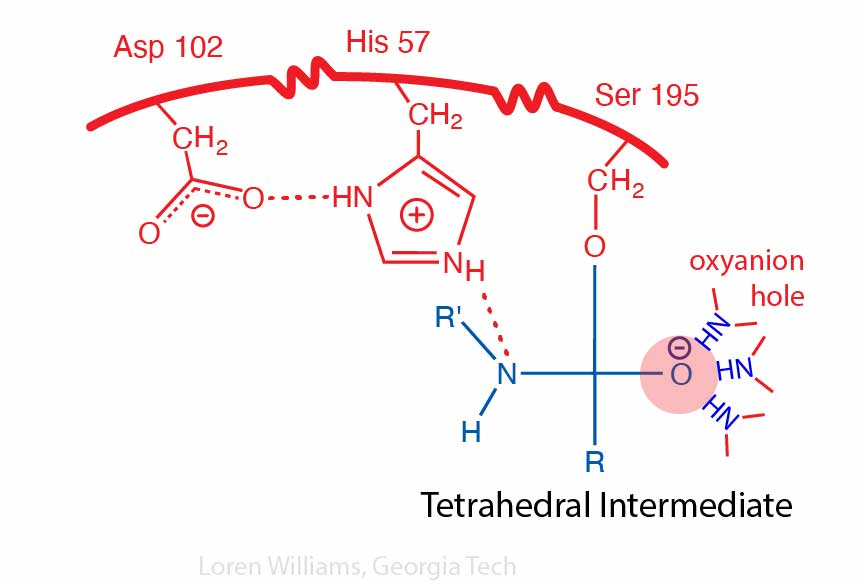 Asp 102
His 57
Ser 195
CH₂
CH₂
CH₂
O
O
⊖
HN
⊕
NH
O
oxyanion
hole
R'
N
H
⊖
O
HN
HN
HN
R
Tetrahedral Intermediate
Loren Williams, Georgia Tech